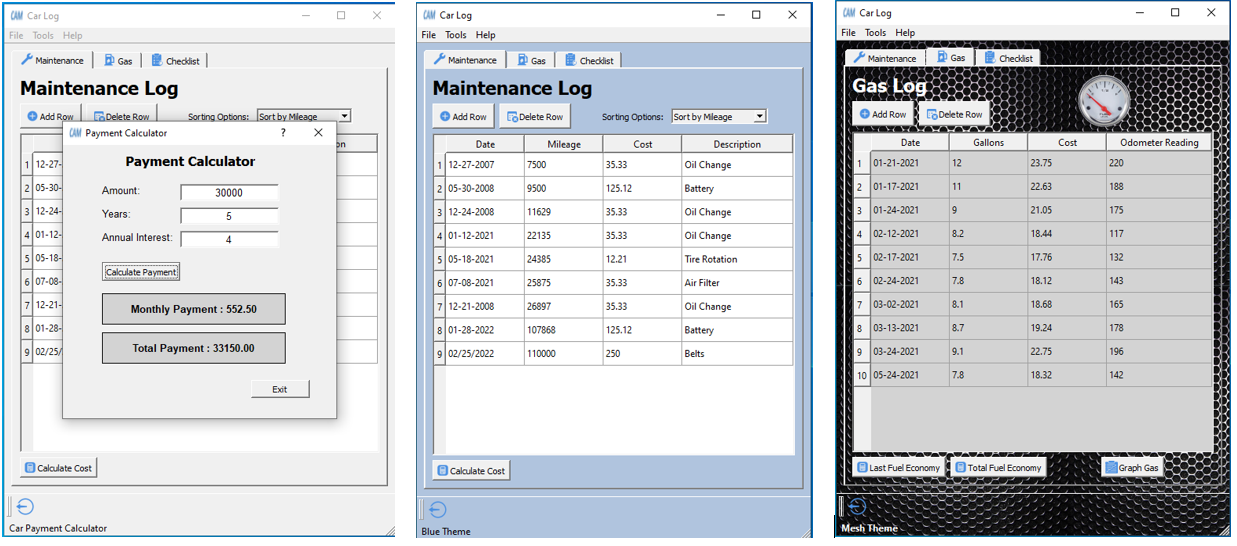 CAM Car Log
File Tools Help
Maintenance Gas Checklist
Maintenance Log
Add Row Delete Row Sorting Options: Sort by Mileage
on
1 12-27-
2 05-30-
3 12-24-
4 01-12-
5 05-18-
6 07-08-
7 12-21-
8 01-28-
9 02/25/
CAM Payment Calculator ?
Payment Calculator
Amount: 30000
Years: 5
Annual Interest: 4
Calculate Payment
Monthly Payment : 552.50
Total Payment : 33150.00
Exit
Calculate Cost
Car Payment Calculator
CAM Car Log
File Tools Help
Maintenance Gas Checklist
Maintenance Log
Add Row Delete Row Sorting Options: Sort by Mileage
Date Mileage Cost Description
1 12-27-2007 7500 35.33 Oil Change
2 05-30-2008 9500 125.12 Battery
3 12-24-2008 11629 35.33 Oil Change
4 01-12-2021 22135 35.33 Oil Change
5 05-18-2021 24385 12.21 Tire Rotation
6 07-08-2021 25875 35.33 Air Filter
7 12-21-2008 26897 35.33 Oil Change
8 01-28-2022 107868 125.12 Battery
9 02/25/2022 110000 250 Belts
Calculate Cost
Blue Theme
CAM Car Log
File Tools Help
Maintenance Gas Checklist
Gas Log
Add Row Delete Row
Date Gallons Cost Odometer Reading
1 01-21-2021 12 23.75 220
2 01-17-2021 11 22.63 188
3 01-24-2021 9 21.05 175
4 02-12-2021 8.2 18.44 117
5 02-17-2021 7.5 17.76 132
6 02-24-2021 7.8 18.12 143
7 03-02-2021 8.1 18.68 165
8 03-13-2021 8.7 19.24 178
9 03-24-2021 9.1 22.75 196
10 05-24-2021 7.8 18.32 142
Last Fuel Economy Total Fuel Economy Graph Gas
Mesh Theme